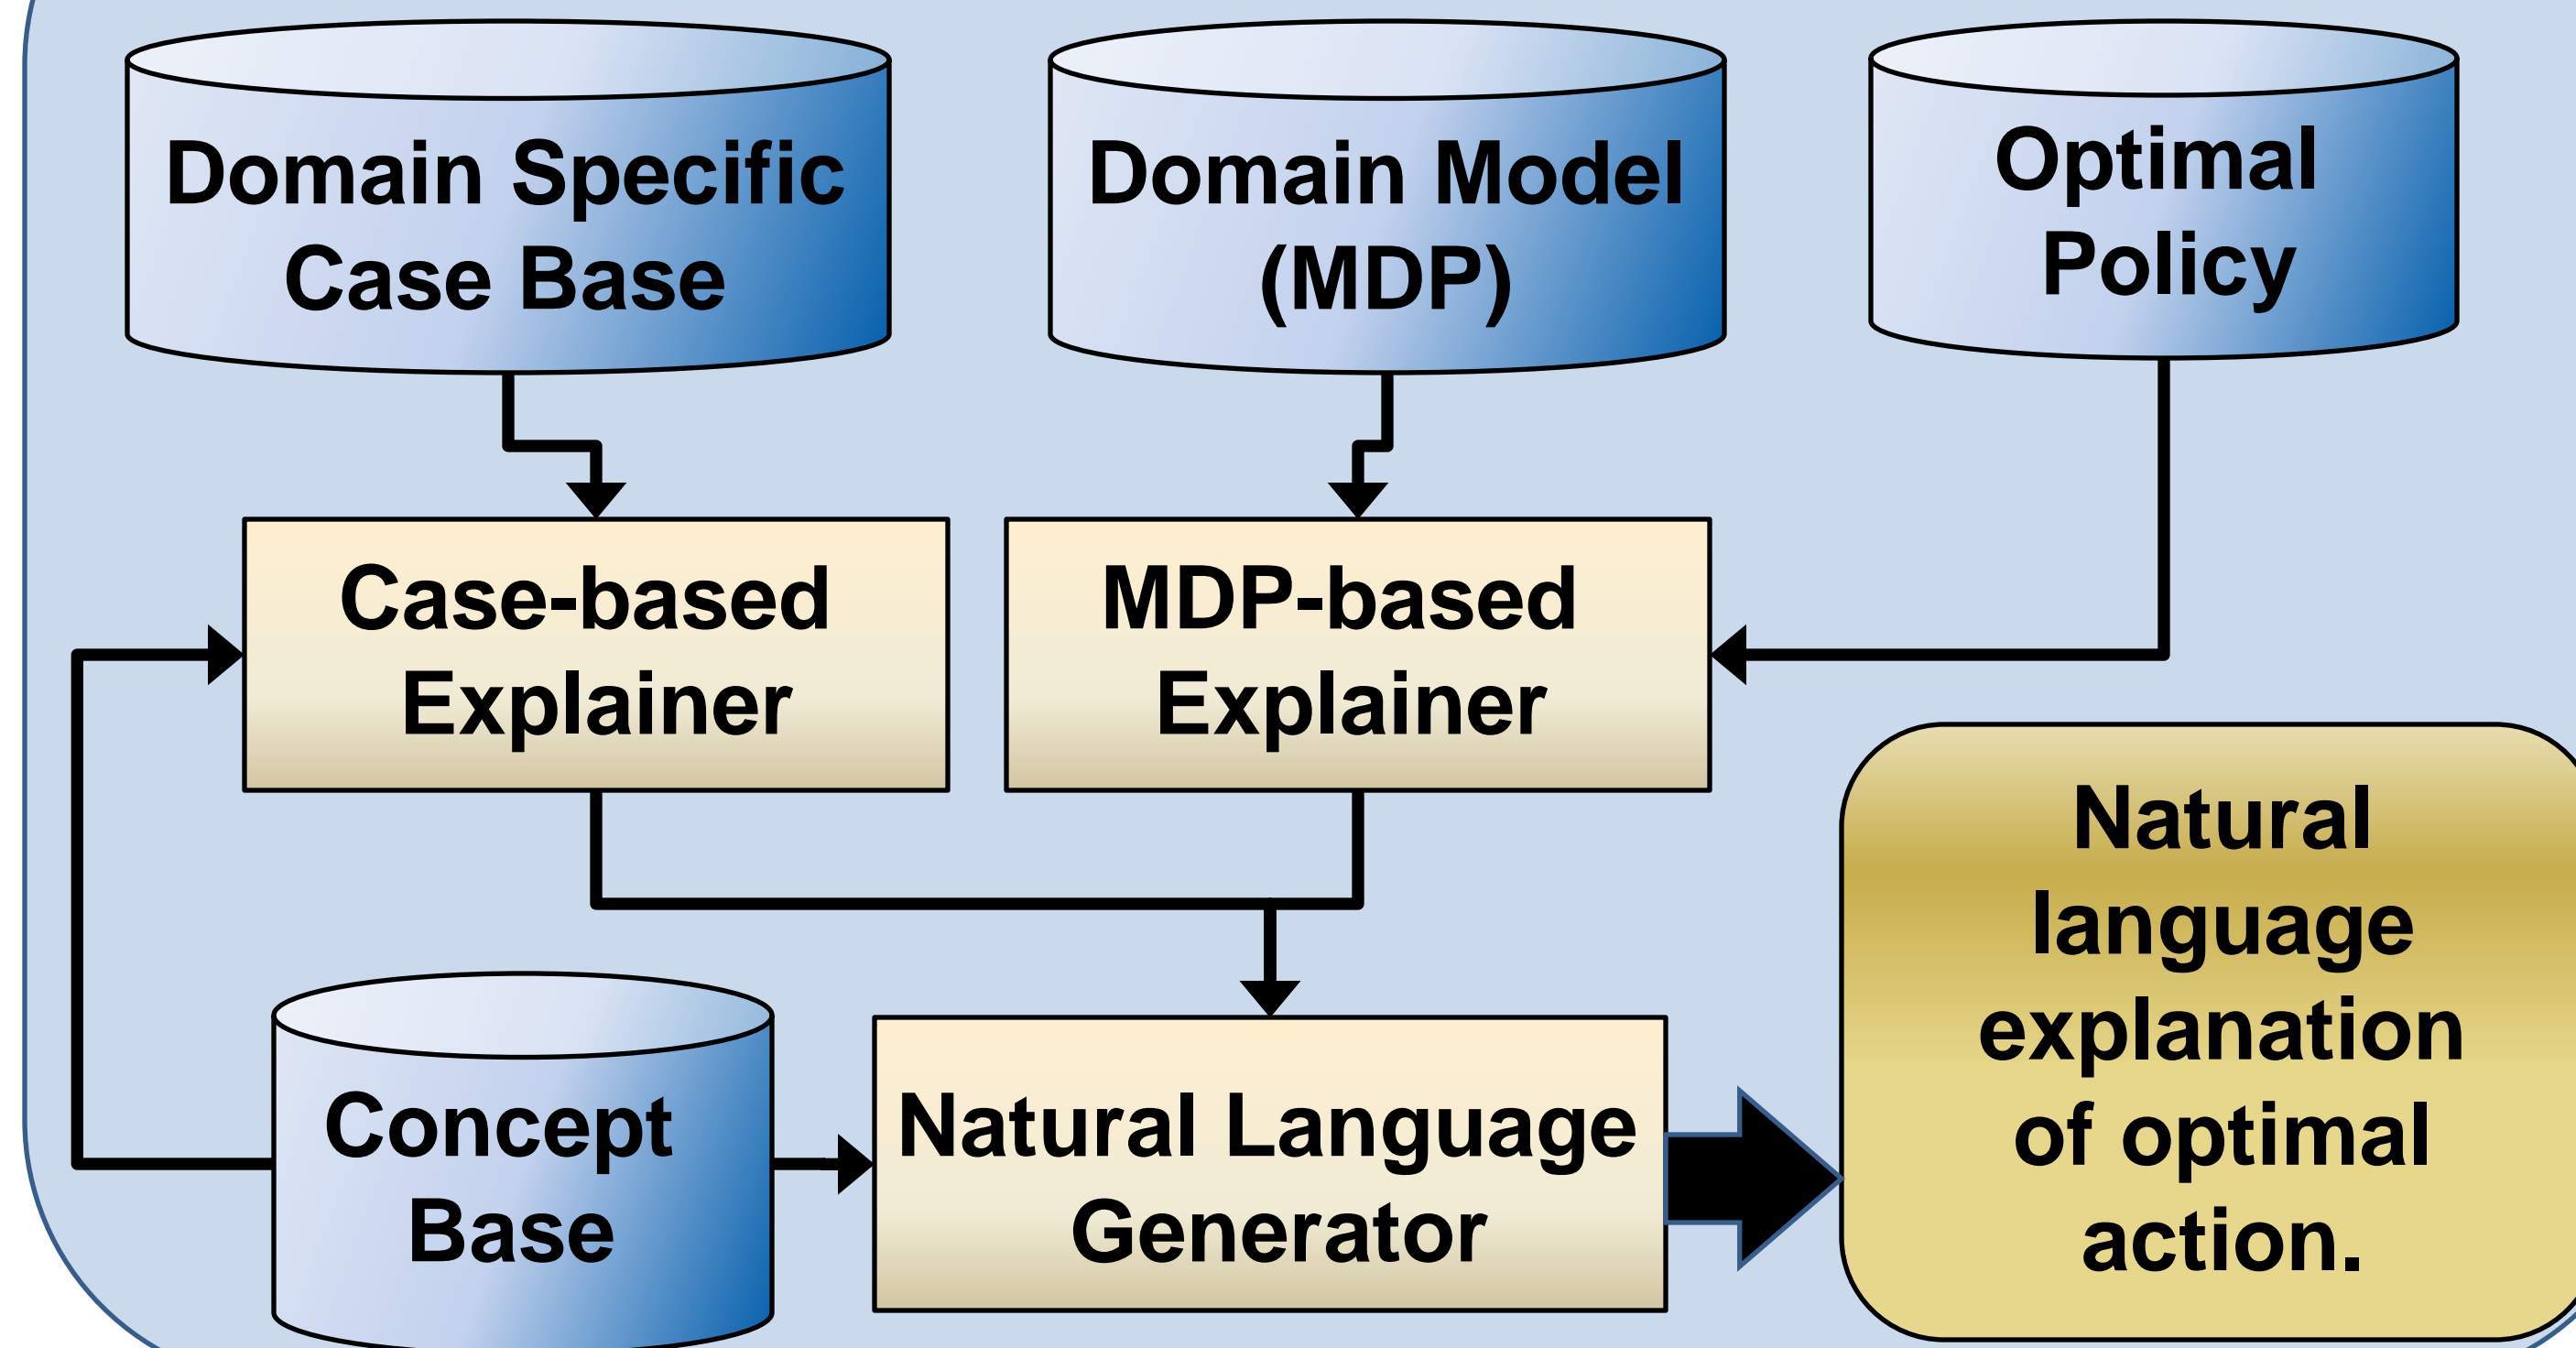 Domain Specific
Case Base
Domain Model
(MDP)
Optimal
Policy
Case-based
Explainer
MDP-based
Explainer
Natural
language
explanation
of optimal
action.
Concept
Base
Natural Language
Generator